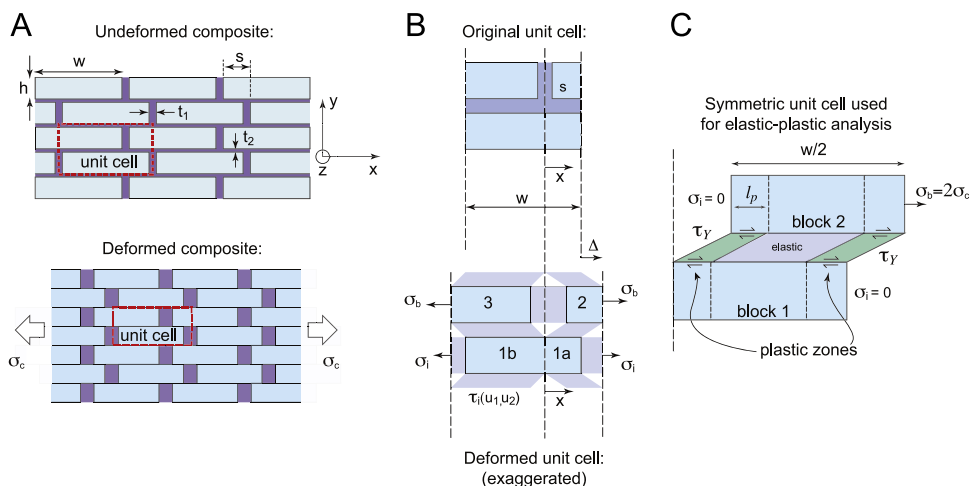 A
Undeformed composite:
w
s
h
t₁
t₂
y
unit cell
z
x
Deformed composite:
unit cell
σc
σc
B
Original unit cell:
s
x
w
Δ
σb
3
2
σb
σi
1b
1a
σi
τi(u₁,u₂)
x
Deformed unit cell:
(exaggerated)
C
Symmetric unit cell used
for elastic-plastic analysis
w/2
σi = 0
lp
σb=2σc
block 2
τY
elastic
τY
σi = 0
block 1
plastic zones